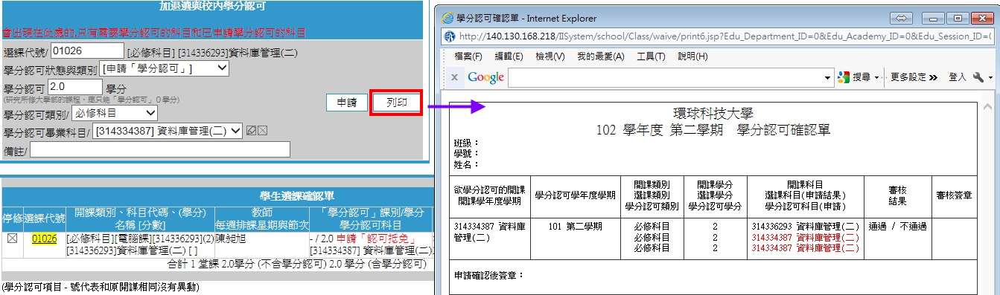 加退選與校內學分認可
會出現在此處的,只有需要學分認可的科目和已申請學分認可的科目
選課代號/ 01026 [必修科目] [314336293]資料庫管理(二)
學分認可狀態與類別 [申請「學分認可」]
學分認可 2.0 學分
(研究所修大學部的課程，應只能「學分認可」0學分)
學分認可類別/ 必修科目
申請 列印
學分認可畢業科目/ [314334387] 資料庫管理(二)
備註/
學生選課確認單
停修 選課代號 開課類別、科目代碼、(學分) 名稱 [分數] 教師 每週排課星期與節次 「學分認可」課別/學分 學分認可科目
01026 [必修科目][電腦課][314336293](2) 陳昶旭 - / 2.0 申請「認可抵免」
[314336293]資料庫管理(二) [ ] [314334387] 資料庫管理(二)
合計 1 堂課 2.0學分 (不含學分認可) 2.0 學分 (含學分認可)
(學分認可項目 - 號代表和原開課相同沒有異動)
學分認可確認單 - Internet Explorer
http://140.130.168.218/IISystem/school/Class/waive/print6.jsp?Edu_Department_ID=0&Edu_Academy_ID=0&Edu_Session_ID=(
檔案(F) 編輯(E) 檢視(V) 我的最愛(A) 工具(T) 說明(H)
x Google 搜尋 更多設定 >> 登入
環球科技大學
102 學年度 第二學期 學分認可確認單
班級：
學號：
姓名：
欲學分認可的開課 開課學年度學期 學分認可學年度學期 開課類別 選課類別 學分認可類別 開課學分 選課學分 學分認可學分 開課科目 選課科目(申請結果) 學分認可科目(申請) 審核 結果 審核簽章
314334387 資料庫 101 第二學期 必修科目 2 314336293 資料庫管理(二) 通過 / 不通過
管理(二) 必修科目 2 314334387 資料庫管理(二)
必修科目 2 314334387 資料庫管理(二)
申請確認後簽章：